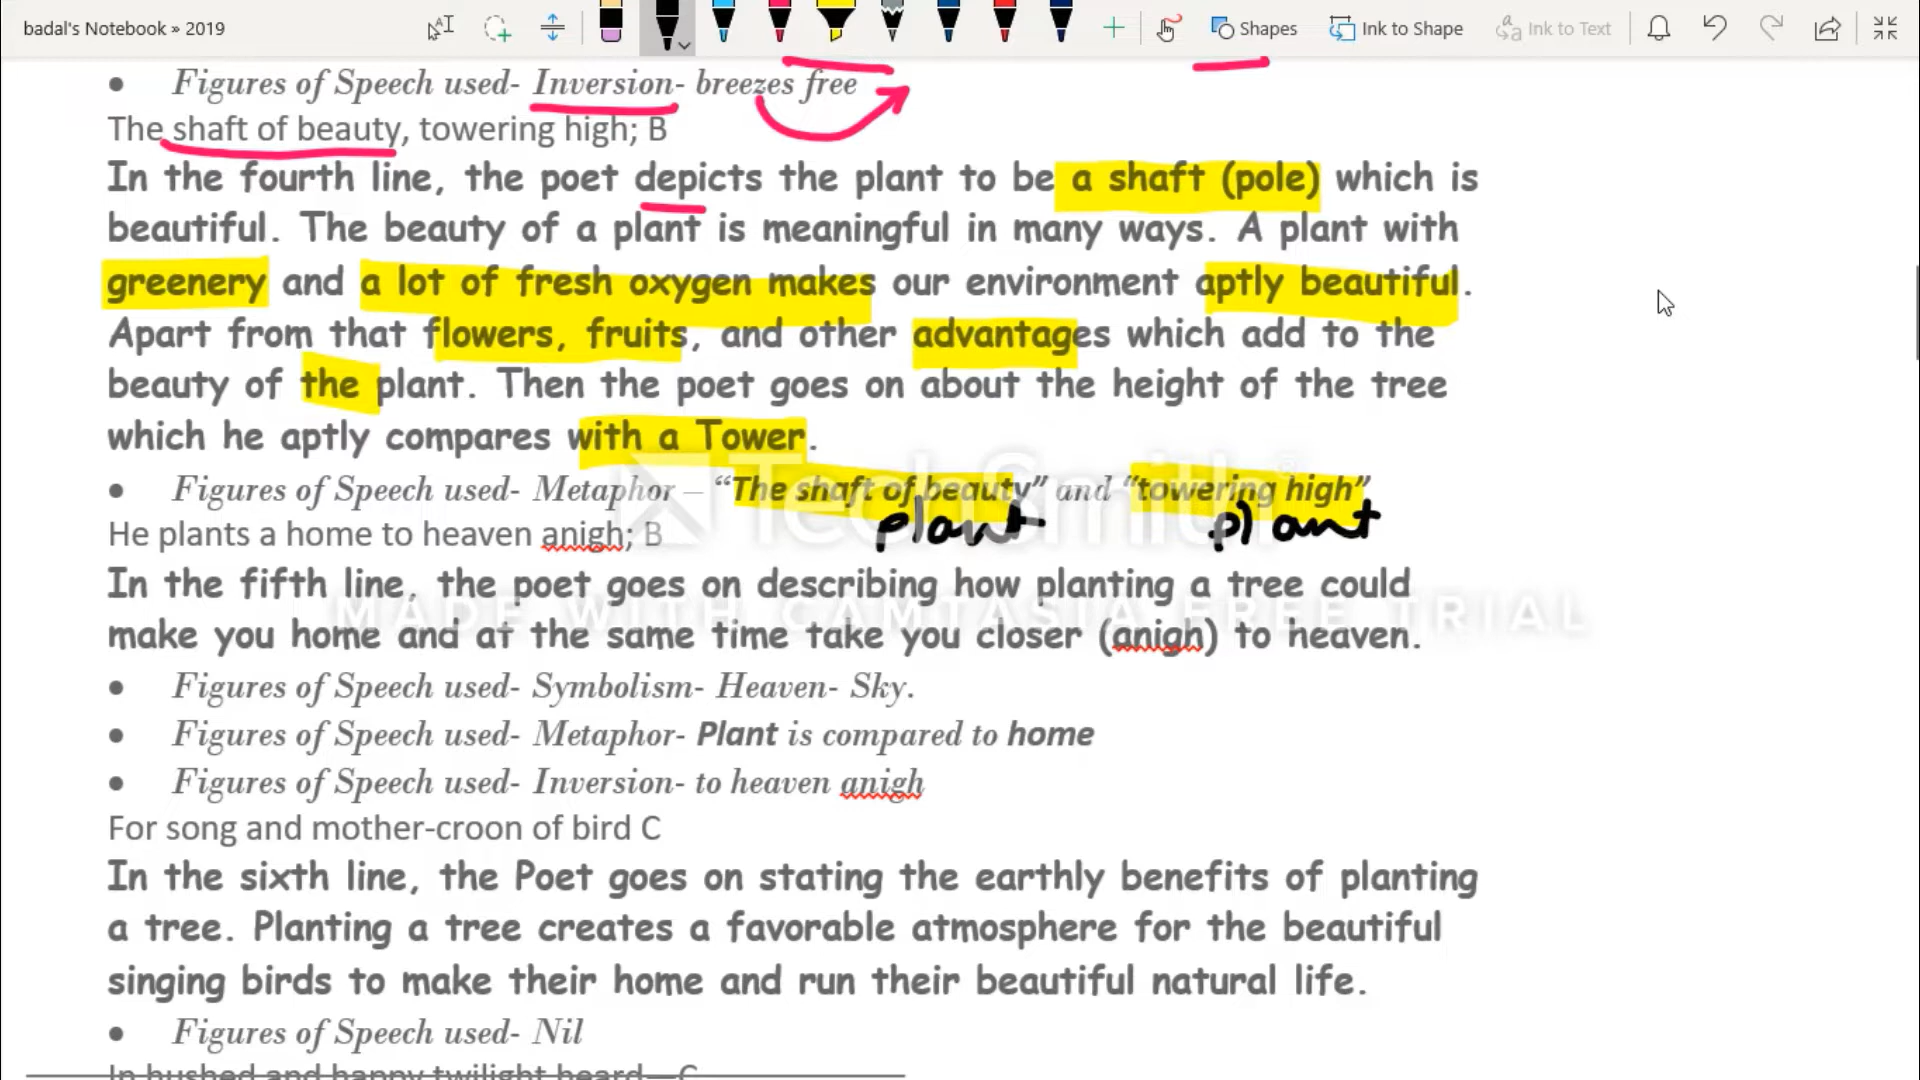 badal's Notebook » 2019
Shapes
Ink to Shape
Ink to Text
• Figures of Speech used- Inversion- breezes free
The shaft of beauty, towering high; B
In the fourth line, the poet depicts the plant to be a shaft (pole) which is
beautiful. The beauty of a plant is meaningful in many ways. A plant with
greenery and a lot of fresh oxygen makes our environment aptly beautiful.
Apart from that flowers, fruits, and other advantages which add to the
beauty of the plant. Then the poet goes on about the height of the tree
which he aptly compares with a Tower.
• Figures of Speech used- Metaphor – “The shaft of beauty” and “towering high”
plant plant
He plants a home to heaven anigh; B
In the fifth line, the poet goes on describing how planting a tree could
make you home and at the same time take you closer (anigh) to heaven.
TechSmith®
MADE WITH CAMTASIA FREE TRIAL
• Figures of Speech used- Symbolism- Heaven- Sky.
• Figures of Speech used- Metaphor- Plant is compared to home
• Figures of Speech used- Inversion- to heaven anigh
For song and mother-croon of bird C
In the sixth line, the Poet goes on stating the earthly benefits of planting
a tree. Planting a tree creates a favorable atmosphere for the beautiful
singing birds to make their home and run their beautiful natural life.
• Figures of Speech used- Nil
In hushed and happy twilight heard—C